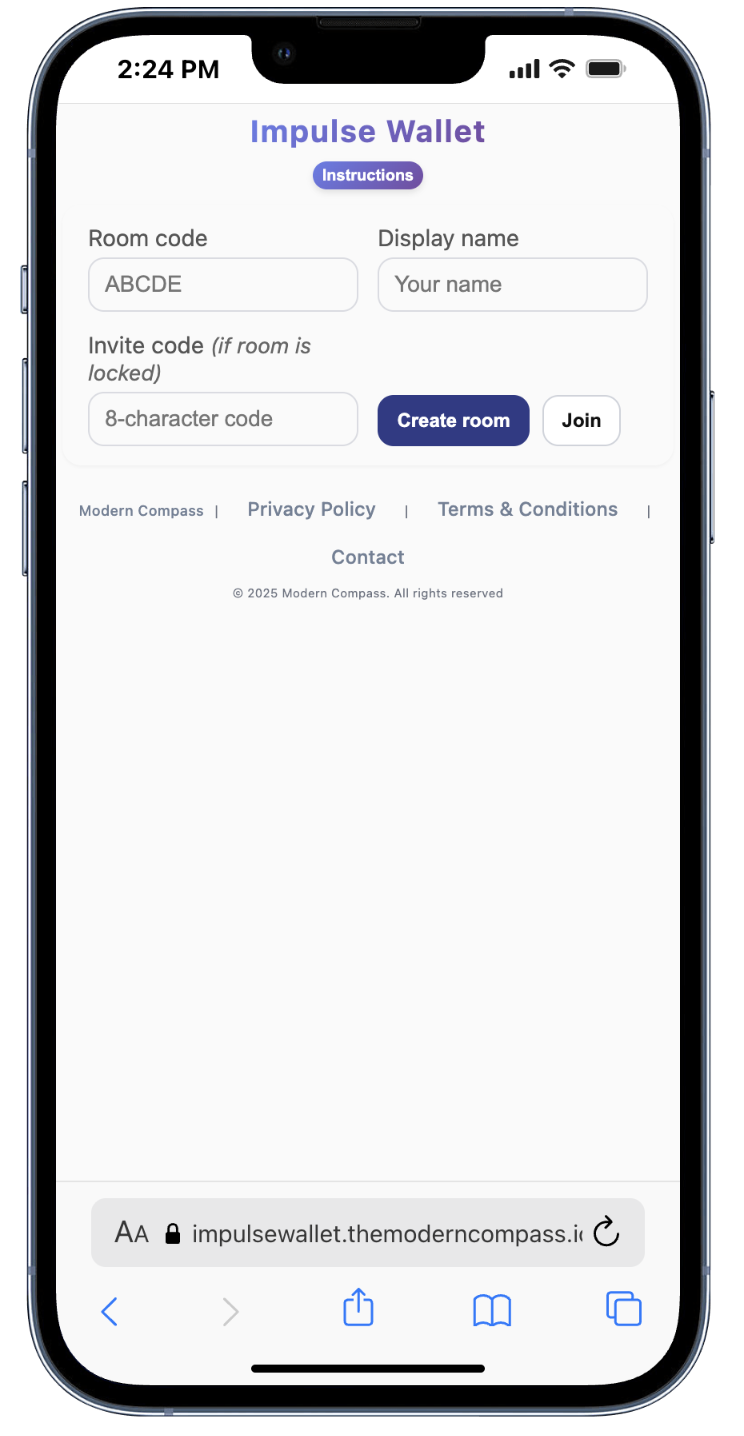 2:24 PM
Impulse Wallet
Instructions
Room code
Display name
ABCDE
Your name
Invite code (if room is
locked)
8-character code
Create room
Join
Modern Compass | Privacy Policy | Terms & Conditions |
Contact
© 2025 Modern Compass. All rights reserved
AA impulsewallet.themoderncompass.io